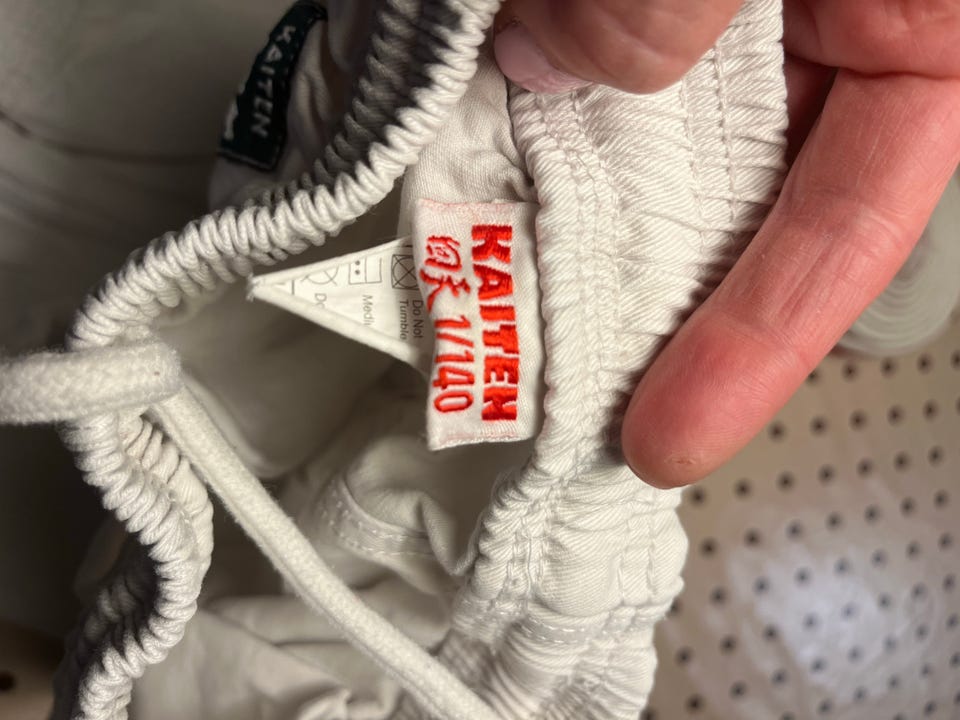 KAITEN
回天 1/140
KAITEN
Do Not
Tumble